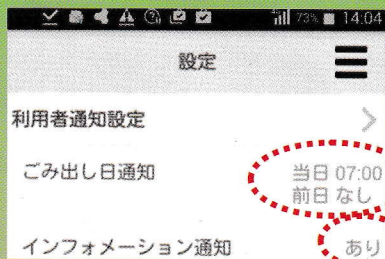 73% 14:04
設定
利用者通知設定
ごみ出し日通知
当日 07:00
前日 なし
インフォメーション通知
あり